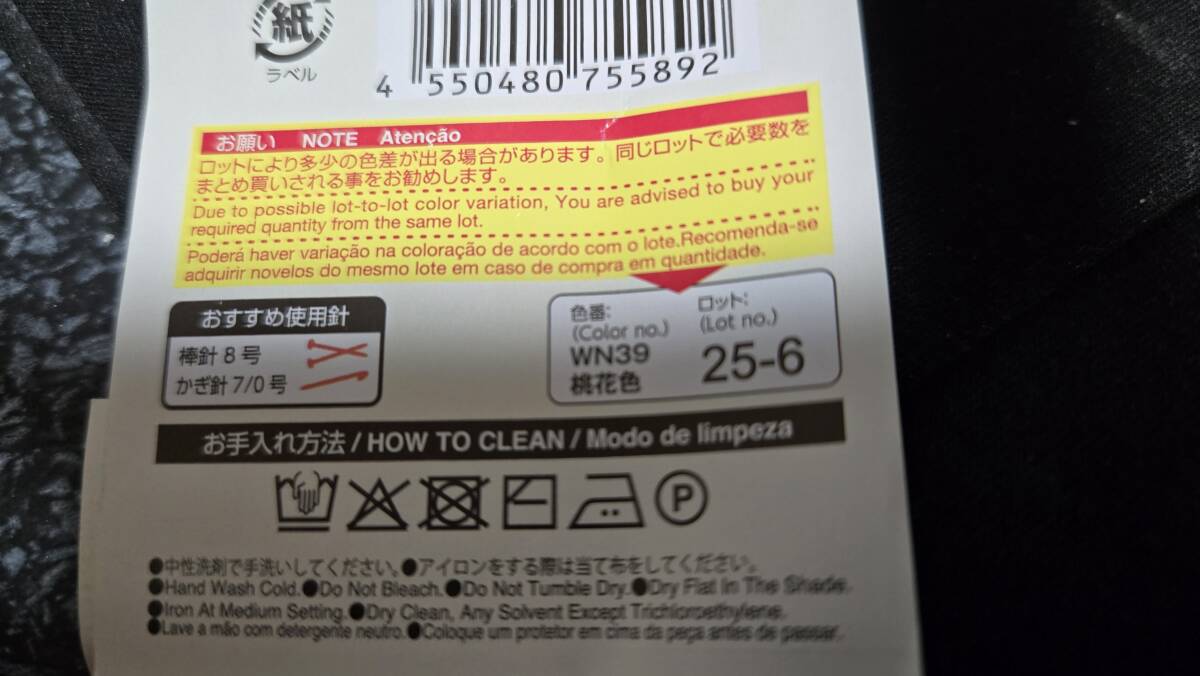 紙
ラベル
4 550480 755892
お願い NOTE Atenção
ロットにより多少の色差が出る場合があります。同じロットで必要数を
まとめ買いされる事をお勧めします。
Due to possible lot-to-lot color variation, You are advised to buy your
required quantity from the same lot.
Poderá haver variação na coloração de acordo com o lote.Recomenda-se
adquirir novelos do mesmo lote em caso de compra em quantidade.
おすすめ使用針
棒針8号
かぎ針7/0号
色番:
(Color no.)
WN39
桃花色
ロット:
(Lot no.)
25-6
お手入れ方法 / HOW TO CLEAN / Modo de limpeza
P
●中性洗剤で手洗いしてください。●アイロンをする際は当て布をしてください。
●Hand Wash Cold.●Do Not Bleach.●Do Not Tumble Dry.●Dry Flat In The Shade.
●Iron At Medium Setting.●Dry Clean, Any Solvent Except Trichloroethylene.
●Lave a mão com detergente neutro.●Coloque um protetor em cima da peça antes de passar.